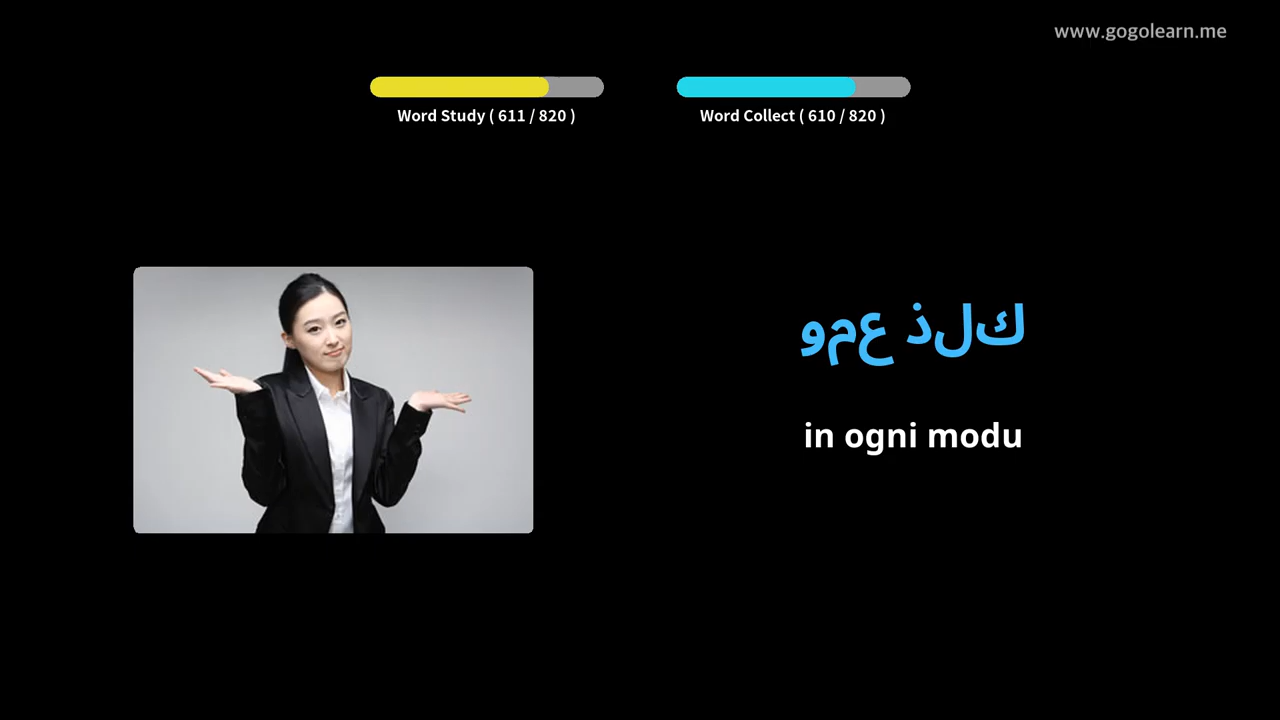 www.gogolearn.me
Word Study ( 611 / 820 )
Word Collect ( 610 / 820 )
ومع ذلك
in ogni modu